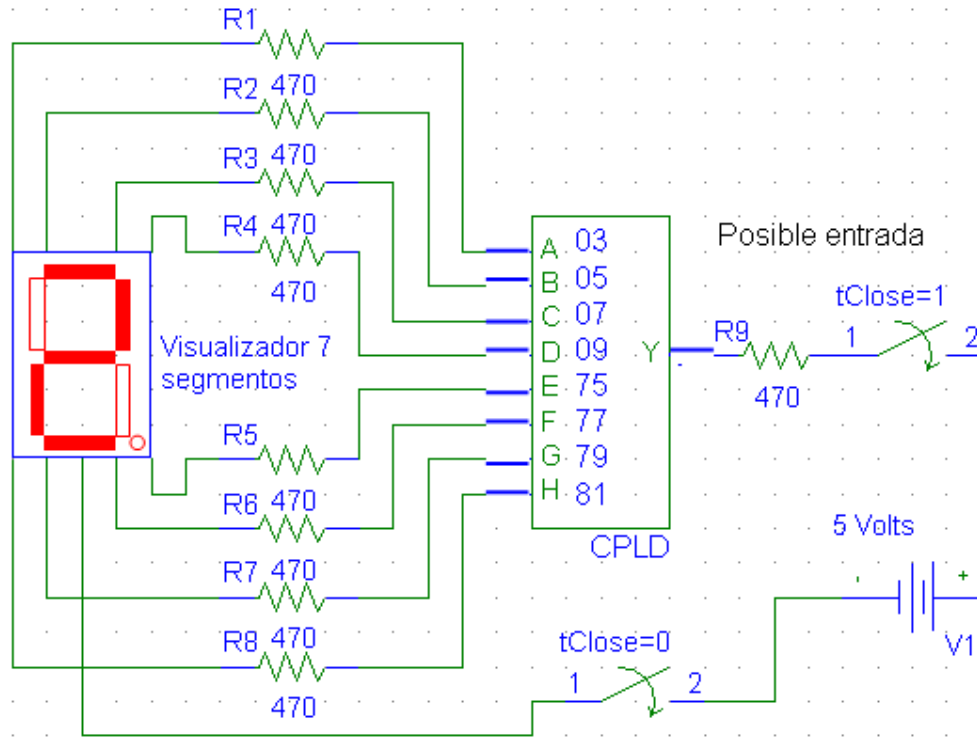 R1
470
R2
470
R3
470
R4
470
Visualizador 7
segmentos
R5
470
R6
470
R7
470
R8
470
A 03
B 05
C 07
D 09
E 75
F 77
G 79
H 81
Y
CPLD
Posible entrada
tClose=1
1 2
R9
470
5 Volts
- +
V1
tClose=0
1 2